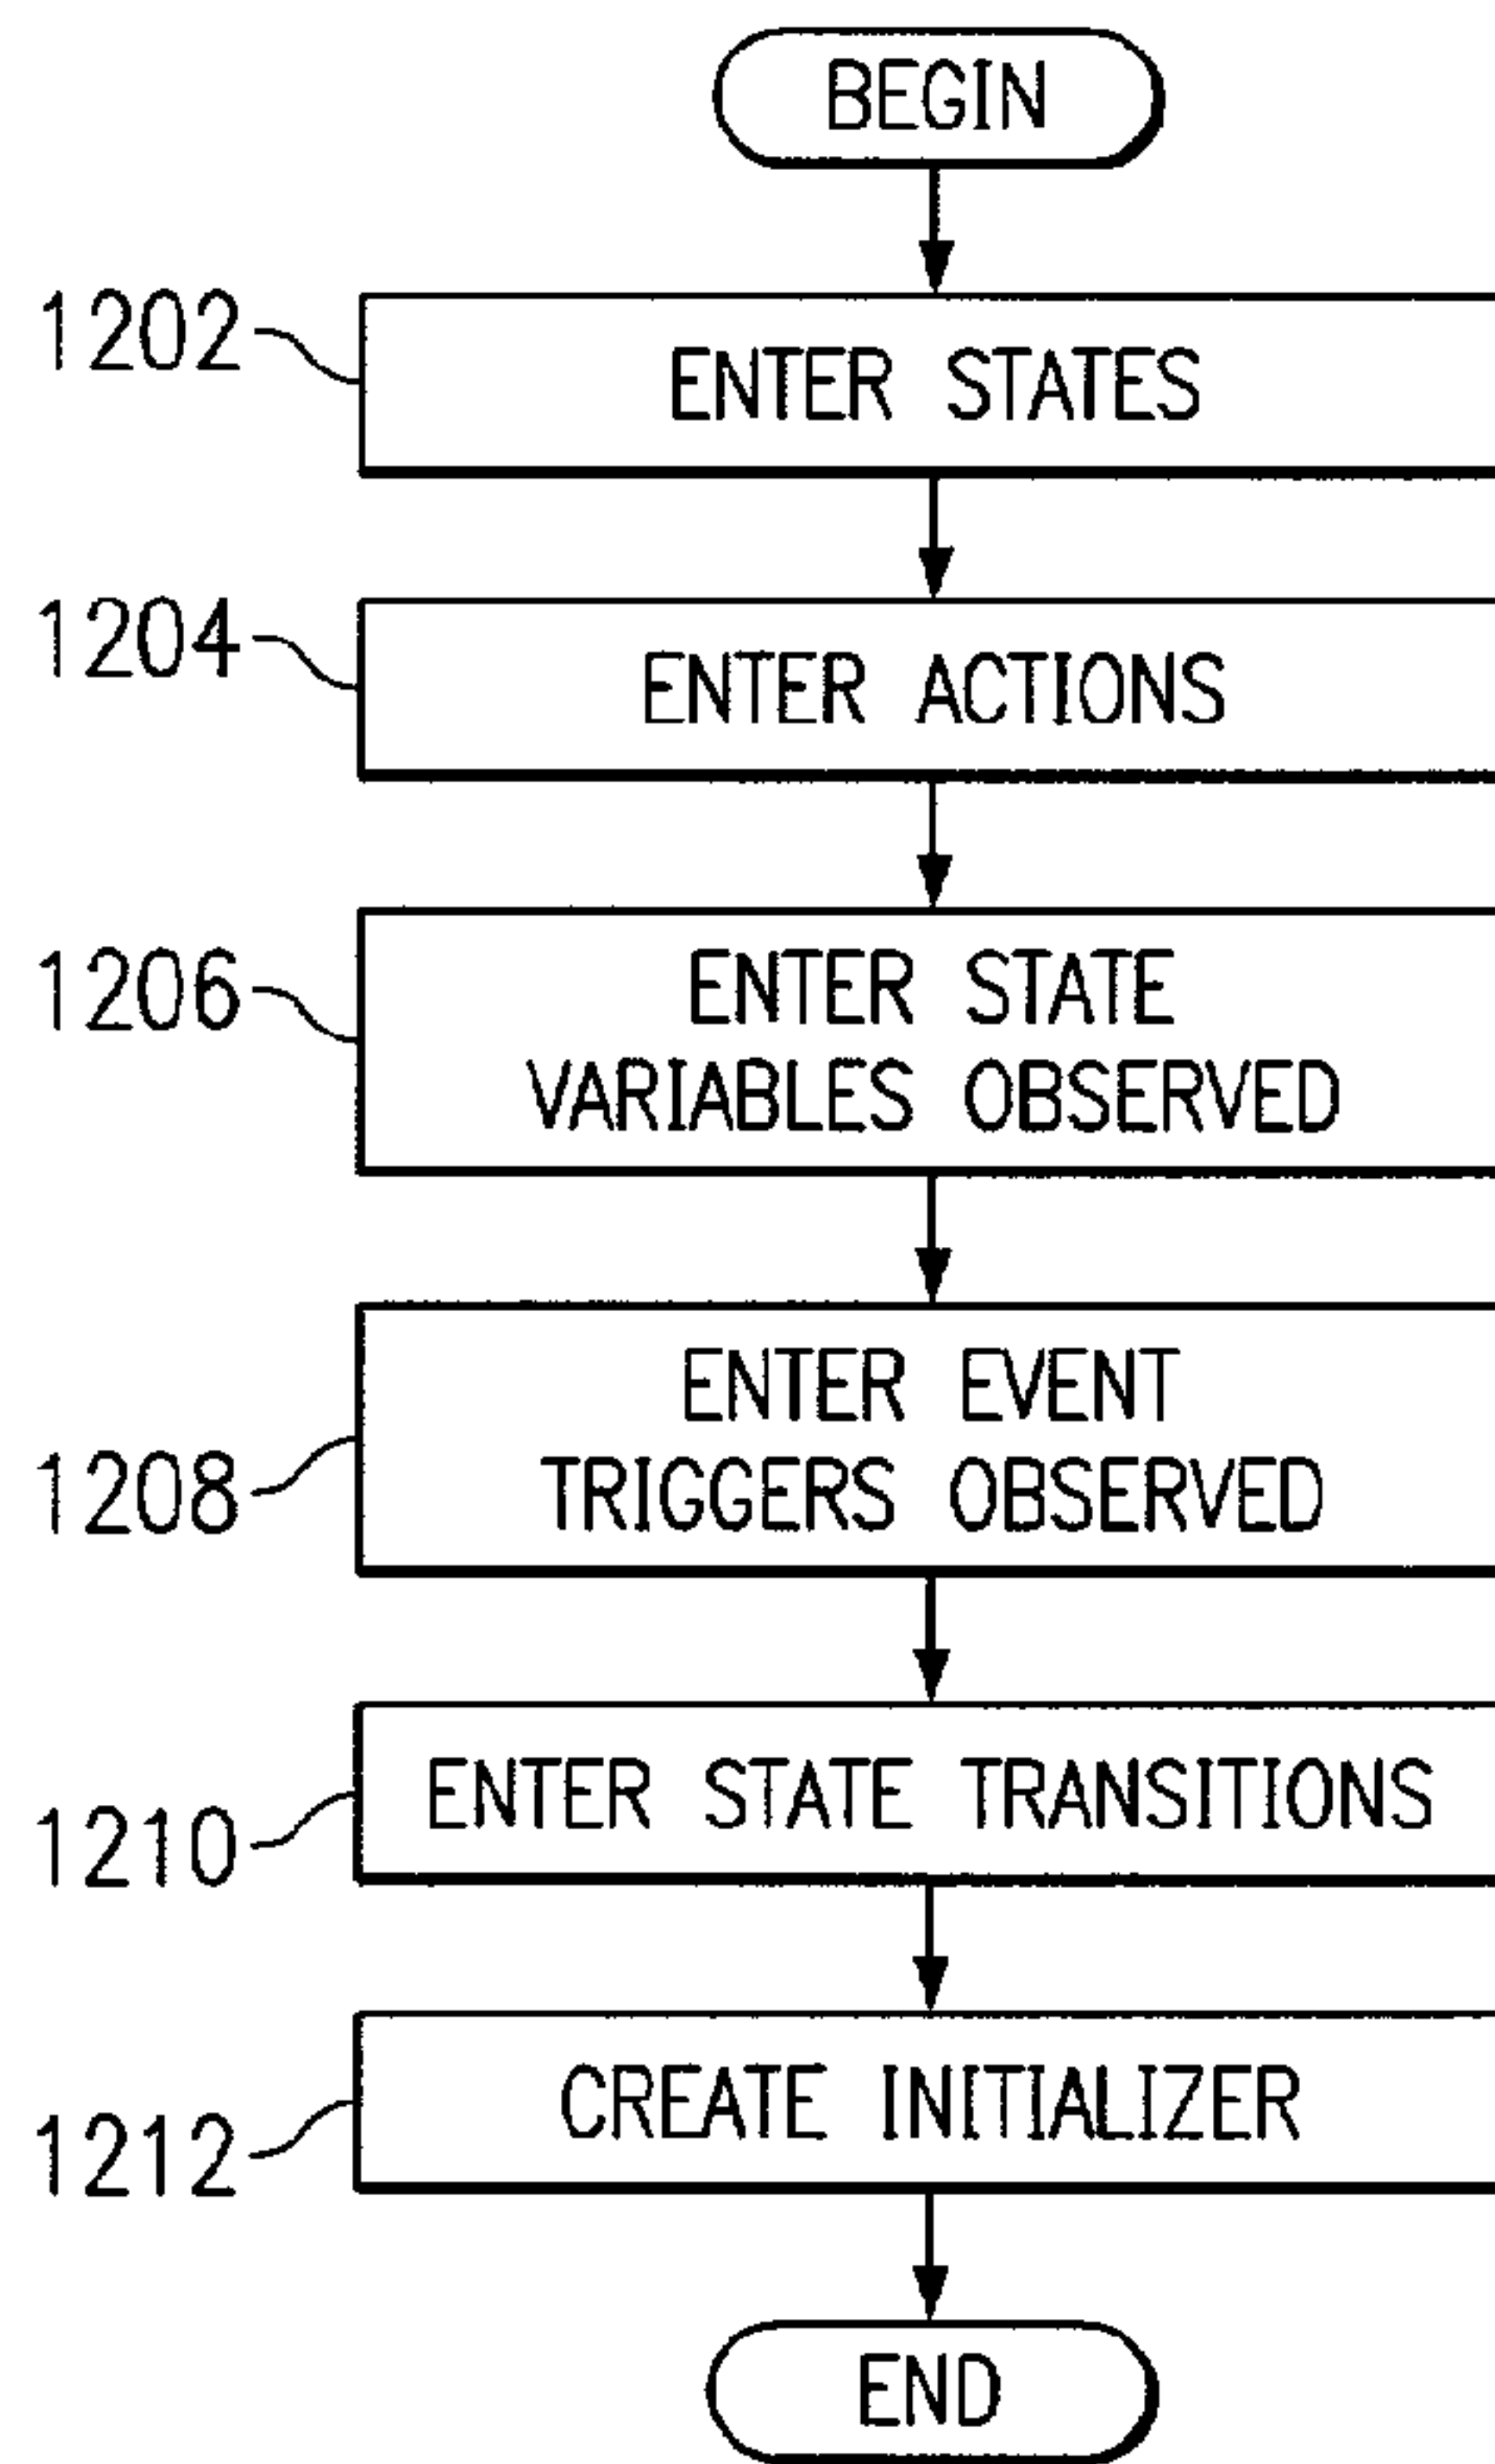 BEGIN
1202
ENTER STATES
1204
ENTER ACTIONS
1206
ENTER STATE
VARIABLES OBSERVED
1208
ENTER EVENT
TRIGGERS OBSERVED
1210
ENTER STATE TRANSITIONS
1212
CREATE INITIALIZER
END